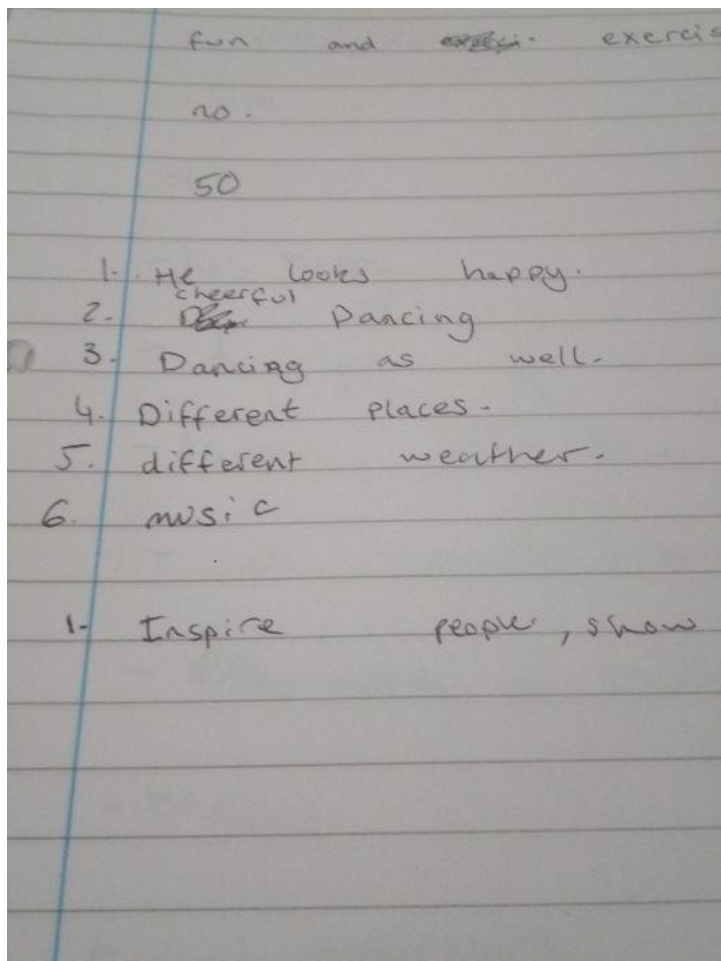 fun and exercis
no.
50
1. He looks happy.
cheerful
2. Dancing
3. Dancing as well.
4. Different places.
5. different weather.
6. music
1. Inspire people, show